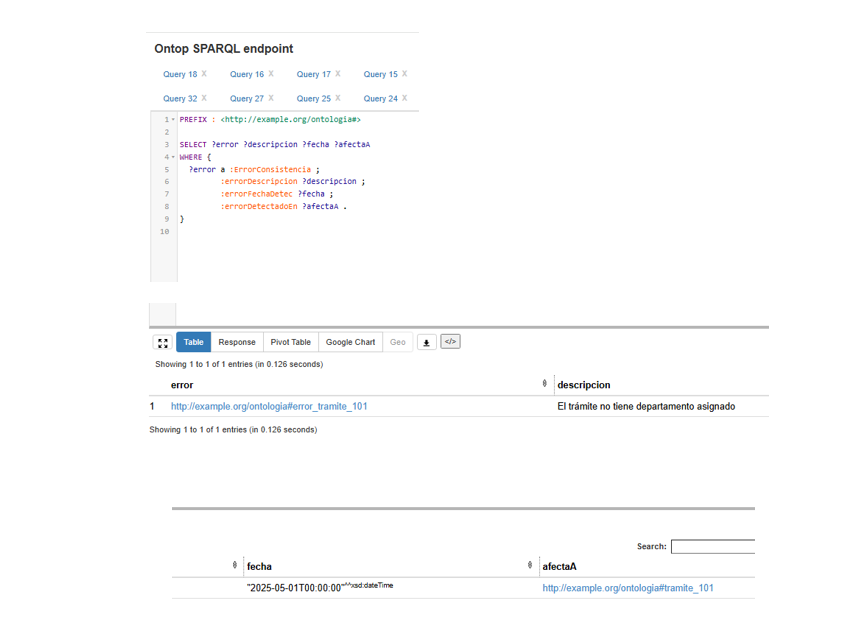 Ontop SPARQL endpoint
Query 18 X Query 16 X Query 17 X Query 15 X
Query 32 X Query 27 X Query 25 X Query 24 X
1 PREFIX : <http://example.org/ontologia#>
2
3 SELECT ?error ?descripcion ?fecha ?afectaA
4 WHERE {
5 ?error a :ErrorConsistencia ;
6 :errorDescripcion ?descripcion ;
7 :errorFechaDetec ?fecha ;
8 :errorDetectadoEn ?afectaA .
9 }
10
Table Response Pivot Table Google Chart Geo </>
Showing 1 to 1 of 1 entries (in 0.126 seconds)
error descripcion
1 http://example.org/ontologia#error_tramite_101 El trámite no tiene departamento asignado
Showing 1 to 1 of 1 entries (in 0.126 seconds)
Search:
fecha afectaA
"2025-05-01T00:00:00"^^xsd:dateTime http://example.org/ontologia#tramite_101